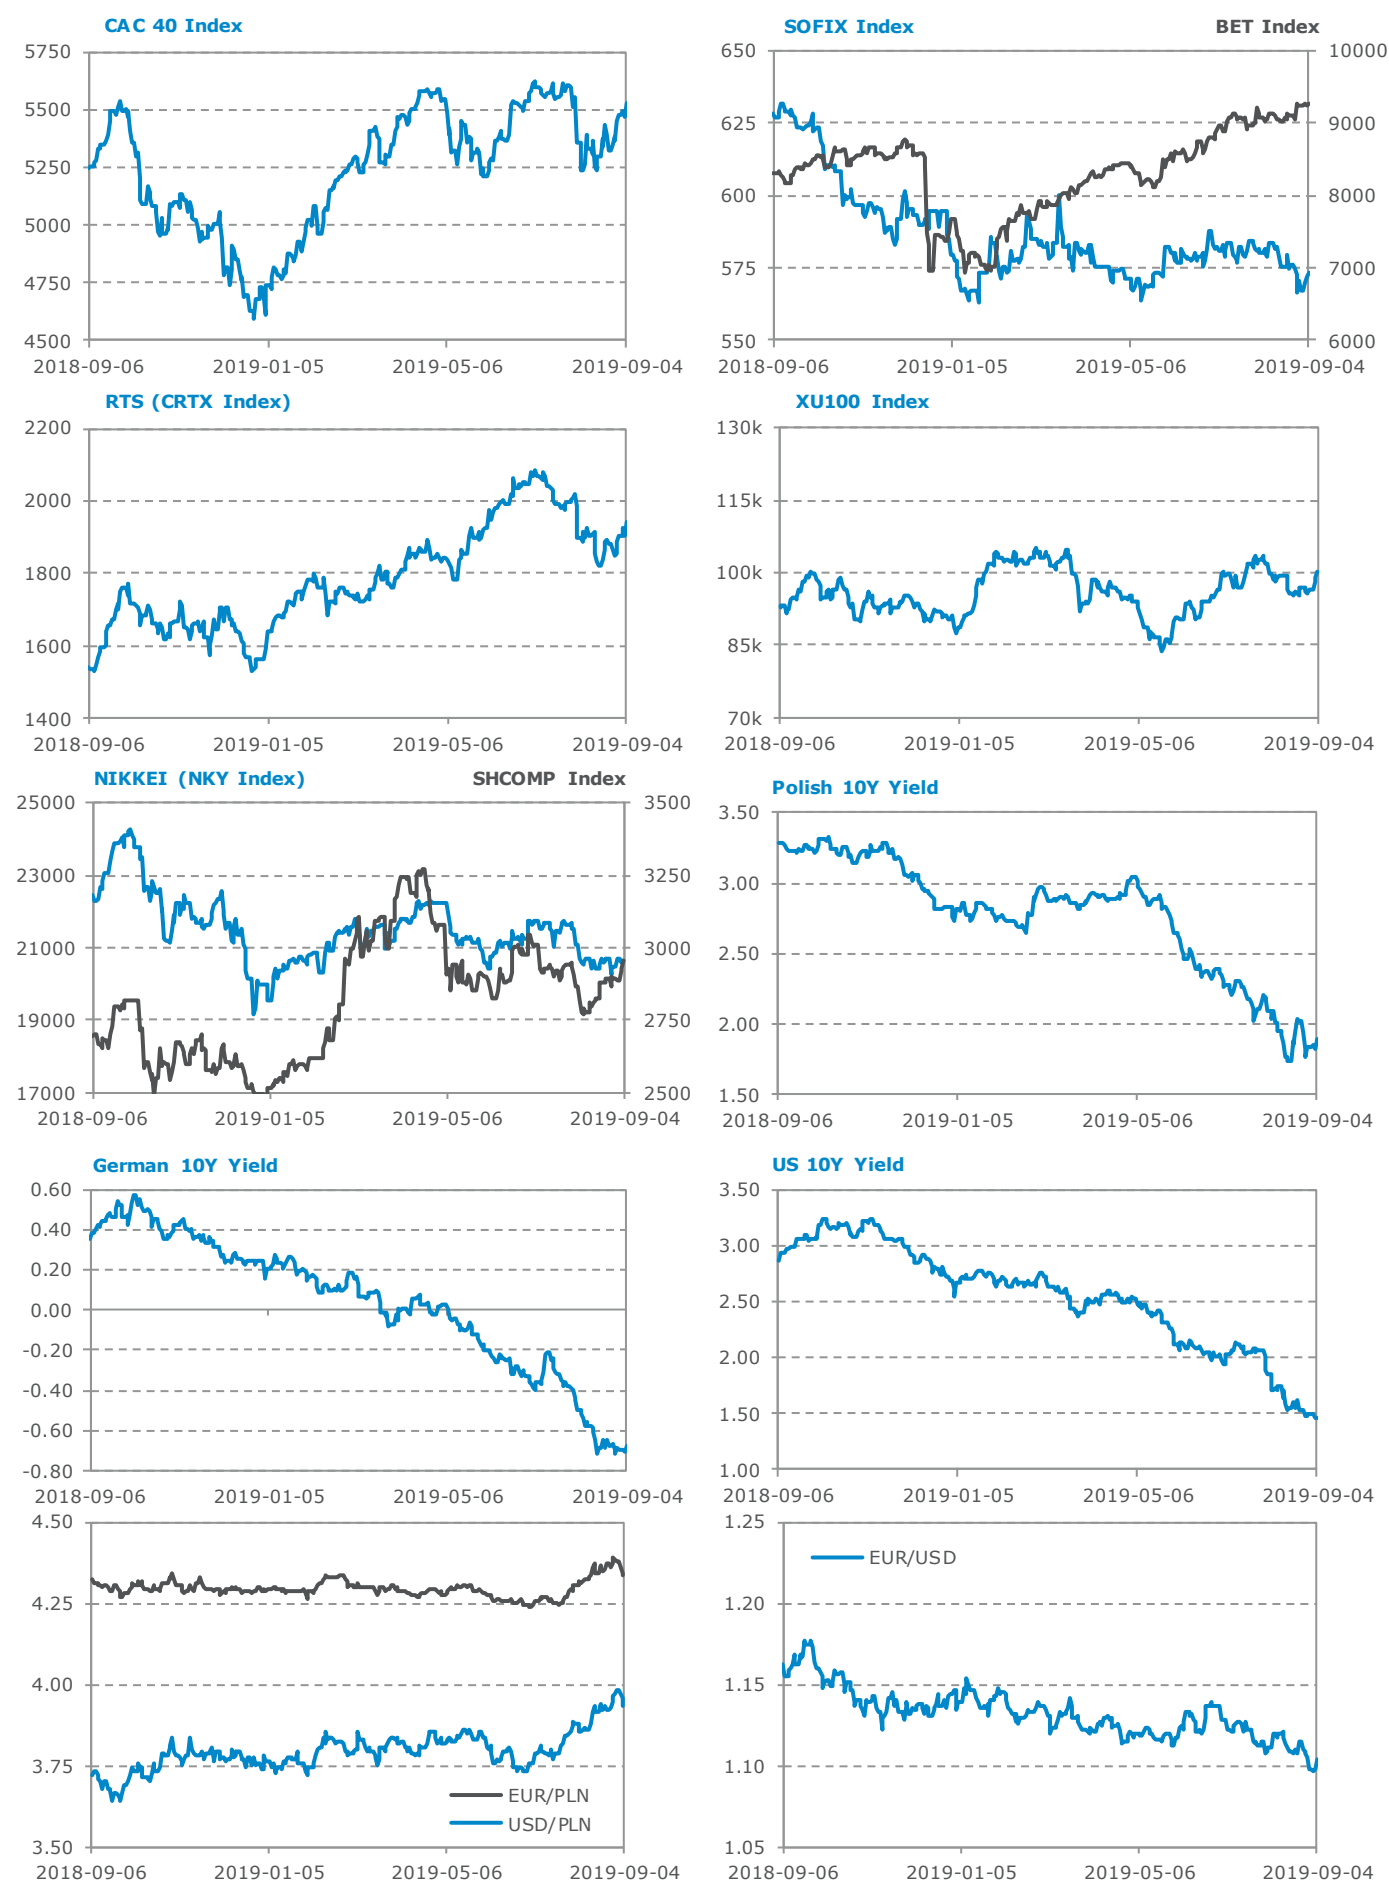 CAC 40 Index
5750
5500
5250
5000
4750
4500
2018-09-06 2019-01-05 2019-05-06 2019-09-04
SOFIX Index BET Index
650 10000
625 9000
600 8000
575 7000
550 6000
2018-09-06 2019-01-05 2019-05-06 2019-09-04
RTS (CRTX Index)
2200
2000
1800
1600
1400
2018-09-06 2019-01-05 2019-05-06 2019-09-04
XU100 Index
130k
115k
100k
85k
70k
2018-09-06 2019-01-05 2019-05-06 2019-09-04
NIKKEI (NKY Index) SHCOMP Index
25000 3500
23000 3250
21000 3000
19000 2750
17000 2500
2018-09-06 2019-01-05 2019-05-06 2019-09-04
Polish 10Y Yield
3.50
3.00
2.50
2.00
1.50
2018-09-06 2019-01-05 2019-05-06 2019-09-04
German 10Y Yield
0.60
0.40
0.20
0.00
-0.20
-0.40
-0.60
-0.80
2018-09-06 2019-01-05 2019-05-06 2019-09-04
US 10Y Yield
3.50
3.00
2.50
2.00
1.50
1.00
2018-09-06 2019-01-05 2019-05-06 2019-09-04
4.50
4.25
4.00
3.75
EUR/PLN
USD/PLN
3.50
2018-09-06 2019-01-05 2019-05-06 2019-09-04
1.25
EUR/USD
1.20
1.15
1.10
1.05
2018-09-06 2019-01-05 2019-05-06 2019-09-04